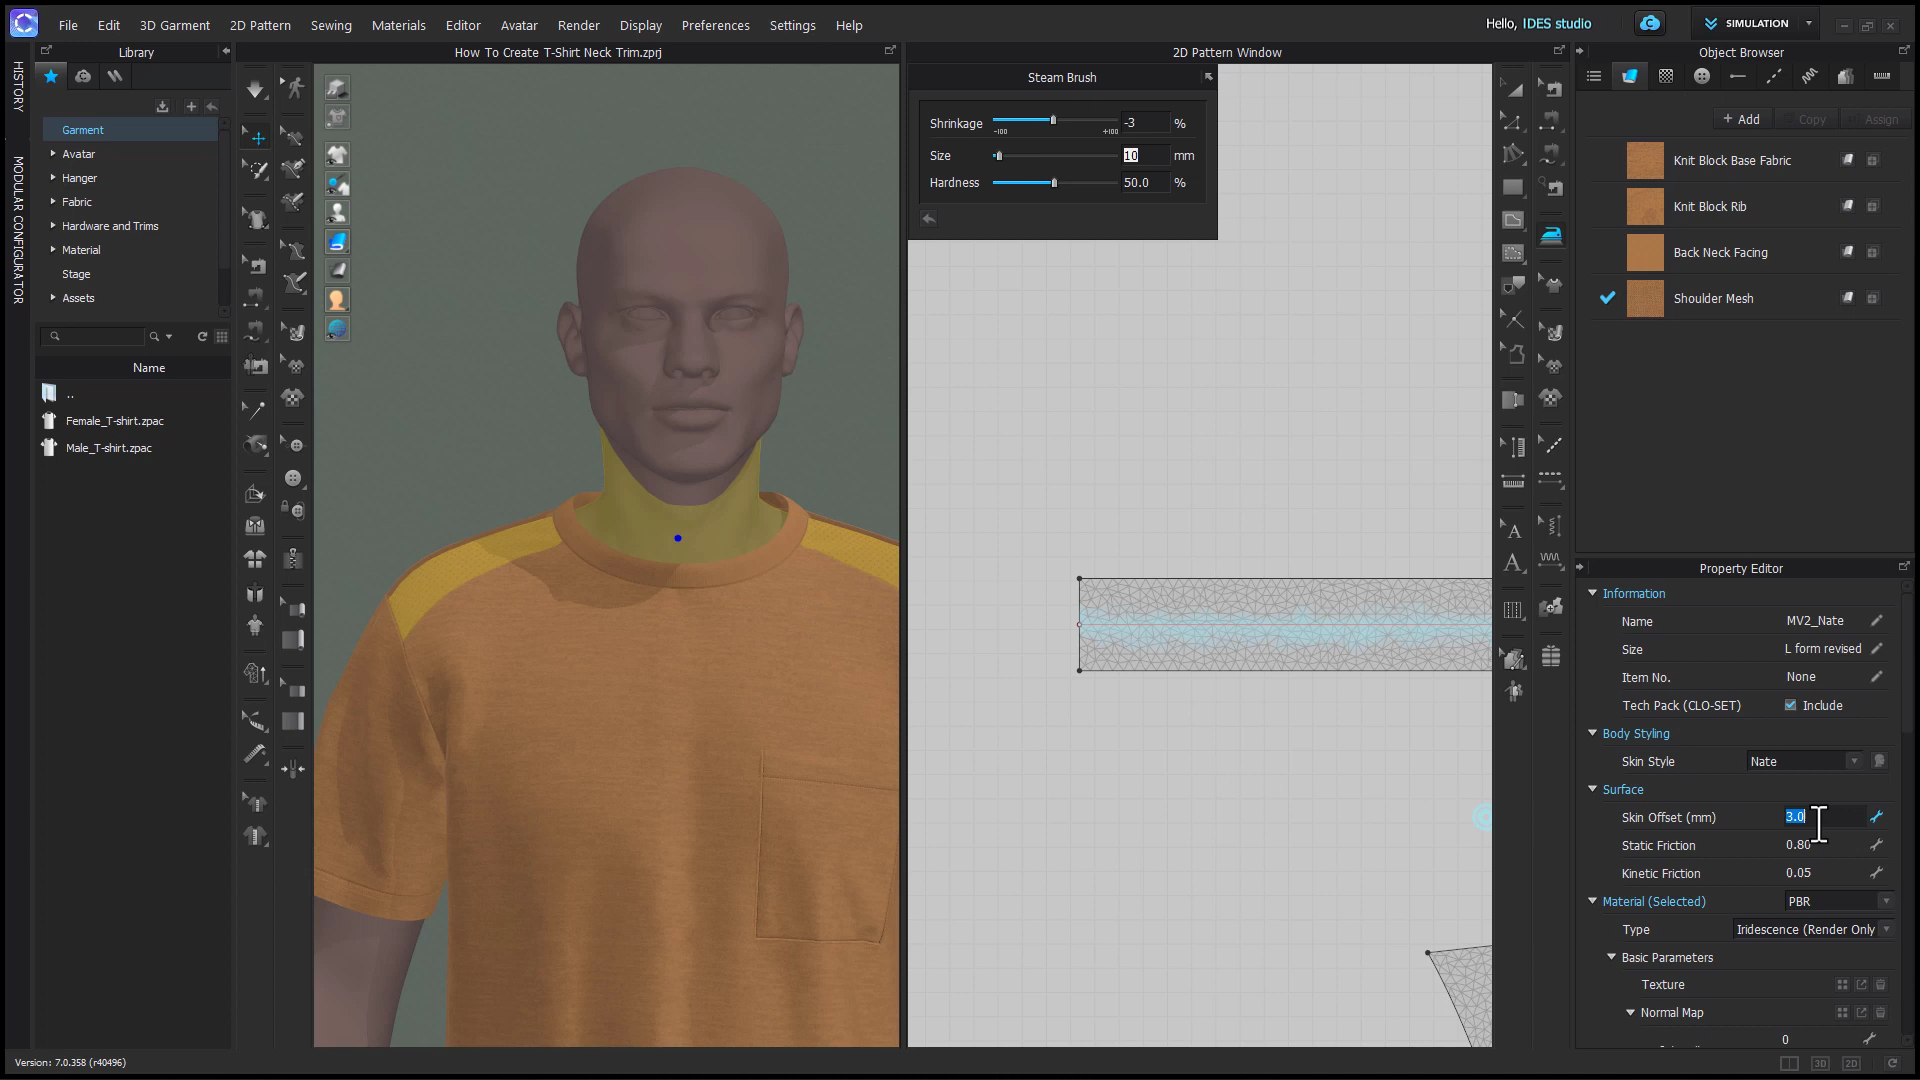 File Edit 3D Garment 2D Pattern Sewing Materials Editor Avatar Render Display Preferences Settings Help
Hello, IDES studio
SIMULATION
HISTORY
MODULAR CONFIGURATOR
Library
Garment
Avatar
Hanger
Fabric
Hardware and Trims
Material
Stage
Assets
Name
..
Female_T-shirt.zpac
Male_T-shirt.zpac
How To Create T-Shirt Neck Trim.zprj
2D Pattern Window
Steam Brush
Shrinkage -3 %
-100 +100
Size 10 mm
Hardness 50.0 %
Object Browser
+ Add Copy Assign
Knit Block Base Fabric
Knit Block Rib
Back Neck Facing
Shoulder Mesh
Property Editor
Information
Name MV2_Nate
Size L form revised
Item No. None
Tech Pack (CLO-SET) Include
Body Styling
Skin Style Nate
Surface
Skin Offset (mm) 3.0
Static Friction 0.80
Kinetic Friction 0.05
Material (Selected) PBR
Type Iridescence (Render Only
Basic Parameters
Texture
Normal Map
0
Version: 7.0.358 (r40496)
3D 2D